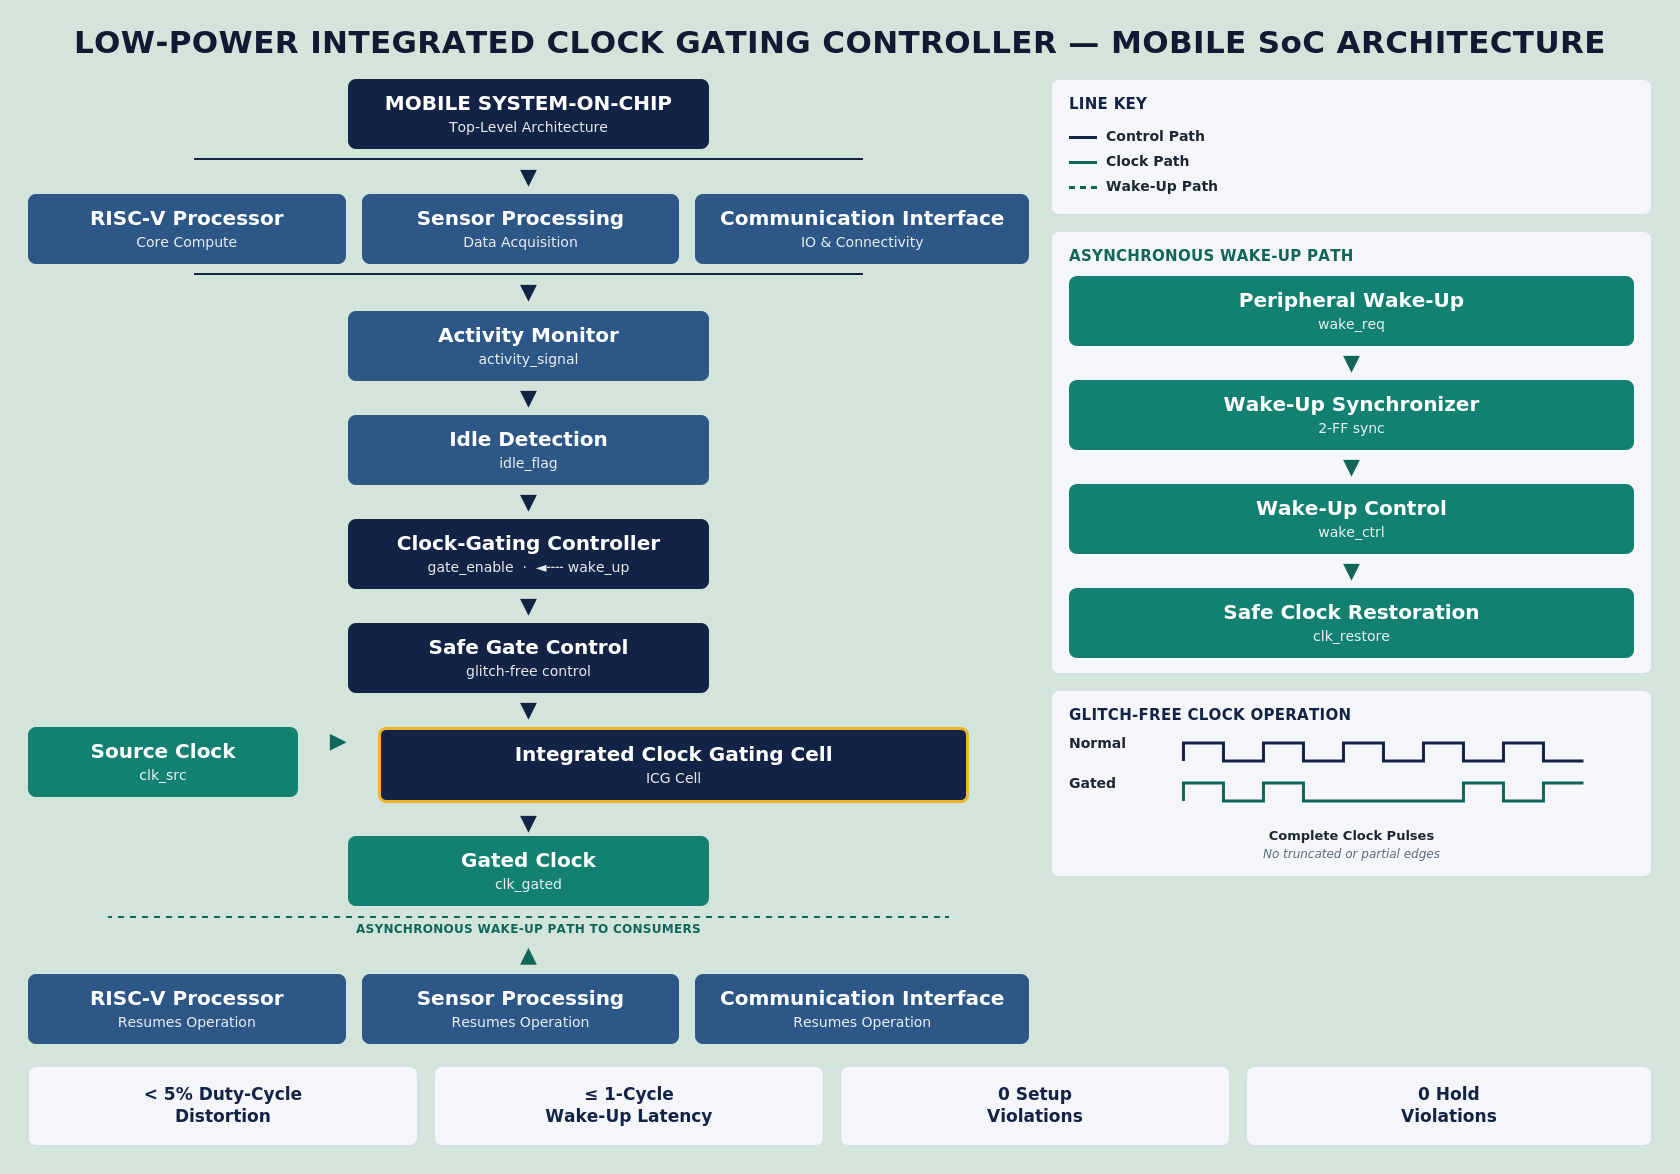 LOW-POWER INTEGRATED CLOCK GATING CONTROLLER — MOBILE SoC ARCHITECTURE
MOBILE SYSTEM-ON-CHIP
Top-Level Architecture
RISC-V Processor
Core Compute
Sensor Processing
Data Acquisition
Communication Interface
IO & Connectivity
Activity Monitor
activity_signal
Idle Detection
idle_flag
Clock-Gating Controller
gate_enable · ◄---- wake_up
Safe Gate Control
glitch-free control
Source Clock
clk_src
Integrated Clock Gating Cell
ICG Cell
Gated Clock
clk_gated
ASYNCHRONOUS WAKE-UP PATH TO CONSUMERS
RISC-V Processor
Resumes Operation
Sensor Processing
Resumes Operation
Communication Interface
Resumes Operation
LINE KEY
Control Path
Clock Path
Wake-Up Path
ASYNCHRONOUS WAKE-UP PATH
Peripheral Wake-Up
wake_req
Wake-Up Synchronizer
2-FF sync
Wake-Up Control
wake_ctrl
Safe Clock Restoration
clk_restore
GLITCH-FREE CLOCK OPERATION
Normal
Gated
Complete Clock Pulses
No truncated or partial edges
< 5% Duty-Cycle
Distortion
≤ 1-Cycle
Wake-Up Latency
0 Setup
Violations
0 Hold
Violations